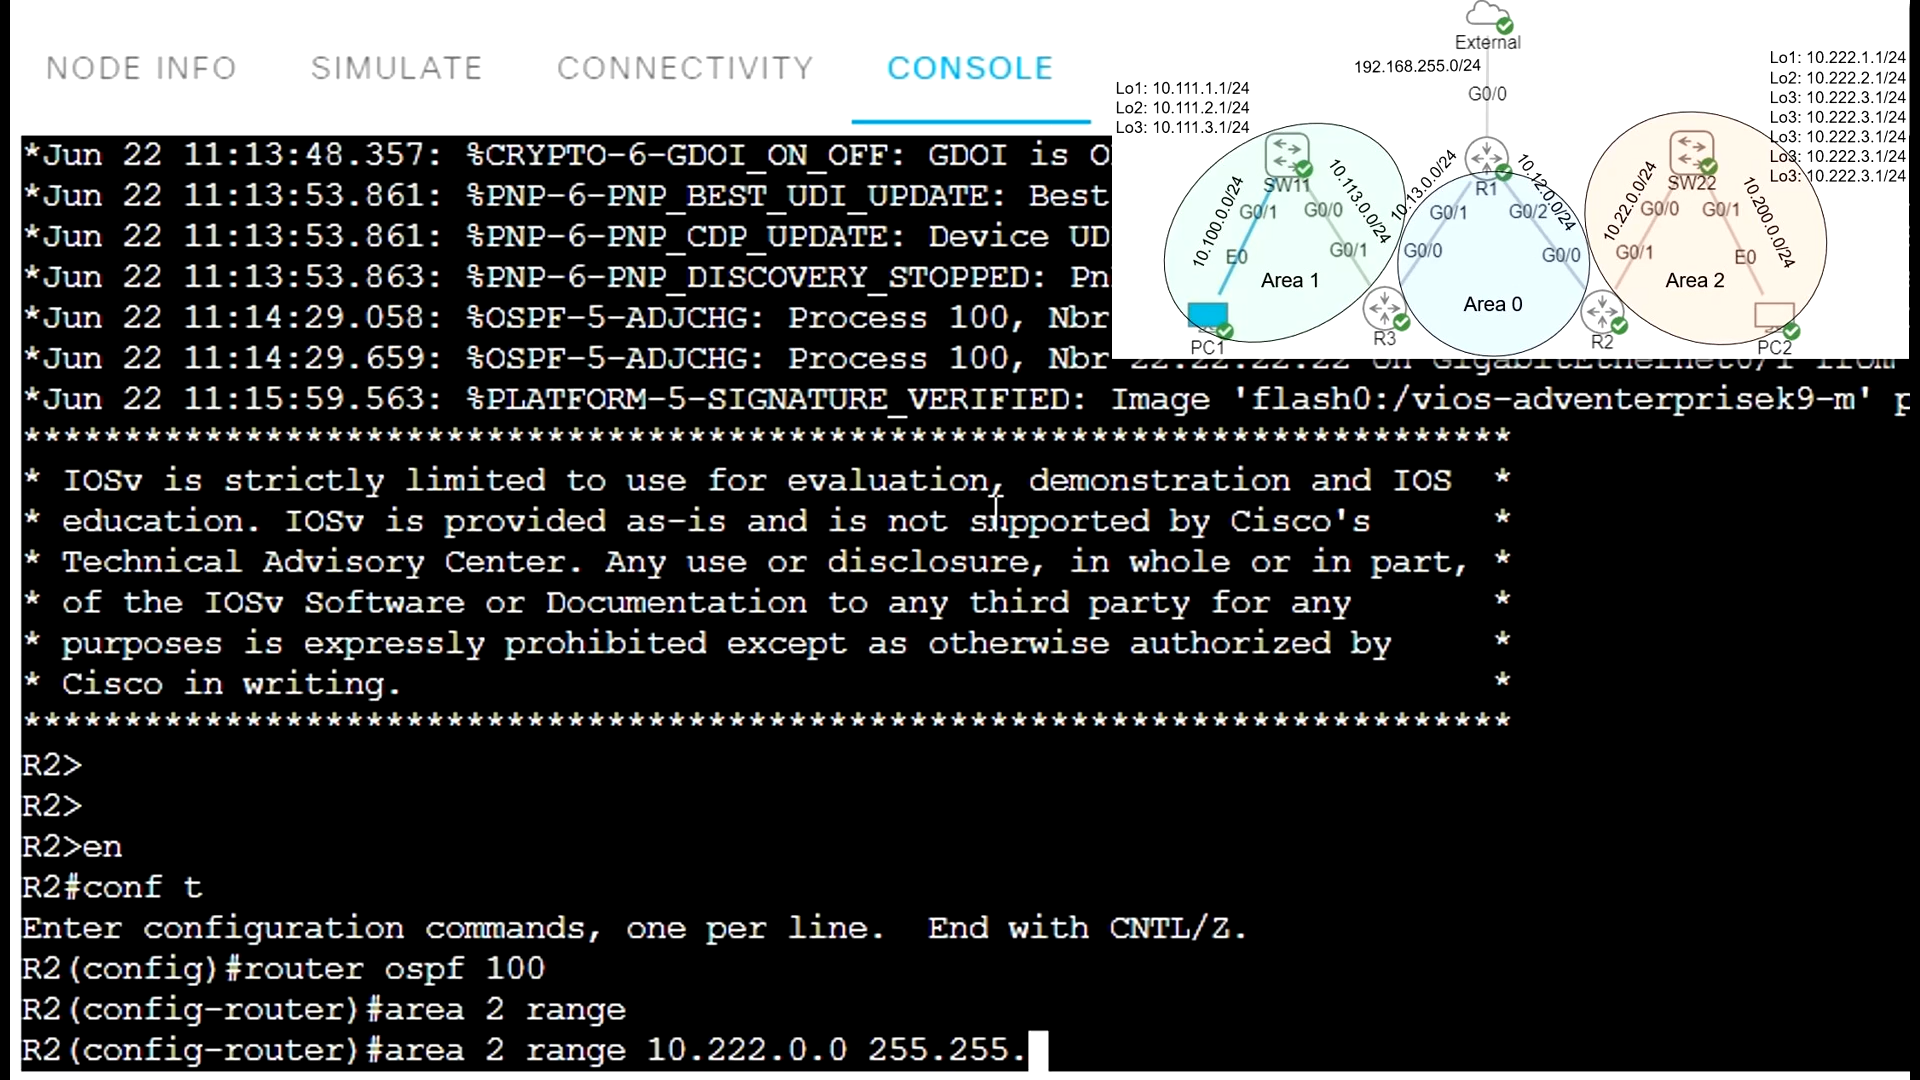 NODE INFO
SIMULATE
CONNECTIVITY
CONSOLE
External
192.168.255.0/24
G0/0
Lo1: 10.111.1.1/24
Lo2: 10.111.2.1/24
Lo3: 10.111.3.1/24
Lo1: 10.222.1.1/24
Lo2: 10.222.2.1/24
Lo3: 10.222.3.1/24
Lo3: 10.222.3.1/24
Lo3: 10.222.3.1/24
Lo3: 10.222.3.1/24
Lo3: 10.222.3.1/24
SW11
R1
SW22
10.100.0.0/24
10.113.0.0/24
10.13.0.0/24
10.12.0.0/24
10.22.0.0/24
10.200.0.0/24
G0/1
G0/0
G0/1
G0/2
G0/0
G0/1
E0
G0/1
G0/0
G0/0
G0/1
E0
Area 1
Area 0
Area 2
PC1
R3
R2
PC2
*Jun 22 11:13:48.357: %CRYPTO-6-GDOI_ON_OFF: GDOI is O
*Jun 22 11:13:53.861: %PNP-6-PNP_BEST_UDI_UPDATE: Best
*Jun 22 11:13:53.861: %PNP-6-PNP_CDP_UPDATE: Device UD
*Jun 22 11:13:53.863: %PNP-6-PNP_DISCOVERY_STOPPED: Pn
*Jun 22 11:14:29.058: %OSPF-5-ADJCHG: Process 100, Nbr
*Jun 22 11:14:29.659: %OSPF-5-ADJCHG: Process 100, Nbr 22.22.22.22 on GigabitEthernet0/1 from
*Jun 22 11:15:59.563: %PLATFORM-5-SIGNATURE_VERIFIED: Image 'flash0:/vios-adventerprisek9-m' p
**************************************************************************
* IOSv is strictly limited to use for evaluation, demonstration and IOS *
* education. IOSv is provided as-is and is not supported by Cisco's *
* Technical Advisory Center. Any use or disclosure, in whole or in part, *
* of the IOSv Software or Documentation to any third party for any *
* purposes is expressly prohibited except as otherwise authorized by *
* Cisco in writing. *
**************************************************************************
R2>
R2>
R2>en
R2#conf t
Enter configuration commands, one per line. End with CNTL/Z.
R2(config)#router ospf 100
R2(config-router)#area 2 range
R2(config-router)#area 2 range 10.222.0.0 255.255.